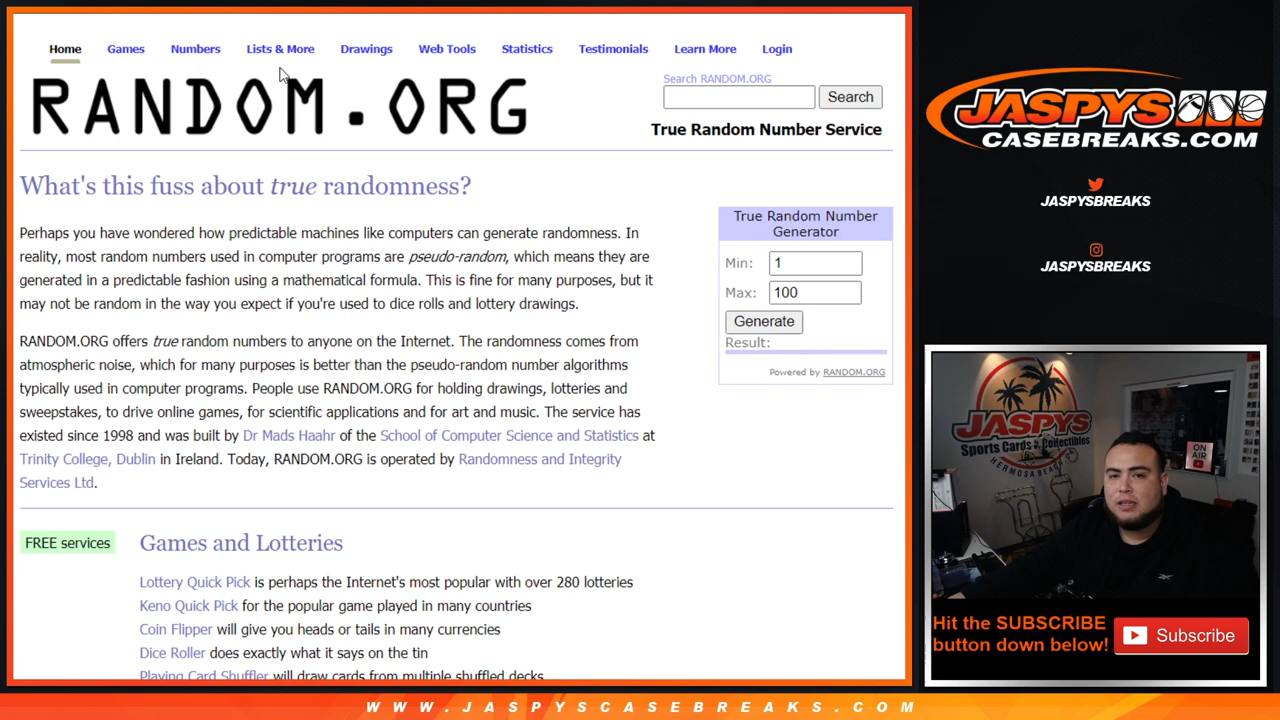 Home Games Numbers Lists & More Drawings Web Tools Statistics Testimonials Learn More Login
RANDOM.ORG
Search RANDOM.ORG
Search
True Random Number Service
What's this fuss about true randomness?
Perhaps you have wondered how predictable machines like computers can generate randomness. In
reality, most random numbers used in computer programs are pseudo-random, which means they are
generated in a predictable fashion using a mathematical formula. This is fine for many purposes, but it
may not be random in the way you expect if you're used to dice rolls and lottery drawings.
RANDOM.ORG offers true random numbers to anyone on the Internet. The randomness comes from
atmospheric noise, which for many purposes is better than the pseudo-random number algorithms
typically used in computer programs. People use RANDOM.ORG for holding drawings, lotteries and
sweepstakes, to drive online games, for scientific applications and for art and music. The service has
existed since 1998 and was built by Dr Mads Haahr of the School of Computer Science and Statistics at
Trinity College, Dublin in Ireland. Today, RANDOM.ORG is operated by Randomness and Integrity
Services Ltd.
True Random Number
Generator
Min: 1
Max: 100
Generate
Result:
Powered by RANDOM.ORG
FREE services
Games and Lotteries
Lottery Quick Pick is perhaps the Internet's most popular with over 280 lotteries
Keno Quick Pick for the popular game played in many countries
Coin Flipper will give you heads or tails in many currencies
Dice Roller does exactly what it says on the tin
Playing Card Shuffler will draw cards from multiple shuffled decks
JASPYS
CASEBREAKS.COM
JASPYSBREAKS
JASPYSBREAKS
JASPYS
Sports Cards & Collectibles
HERMOSA BEACH
ON
AIR
Hit the SUBSCRIBE
button down below!
Subscribe
WWW.JASPYSCASEBREAKS.COM